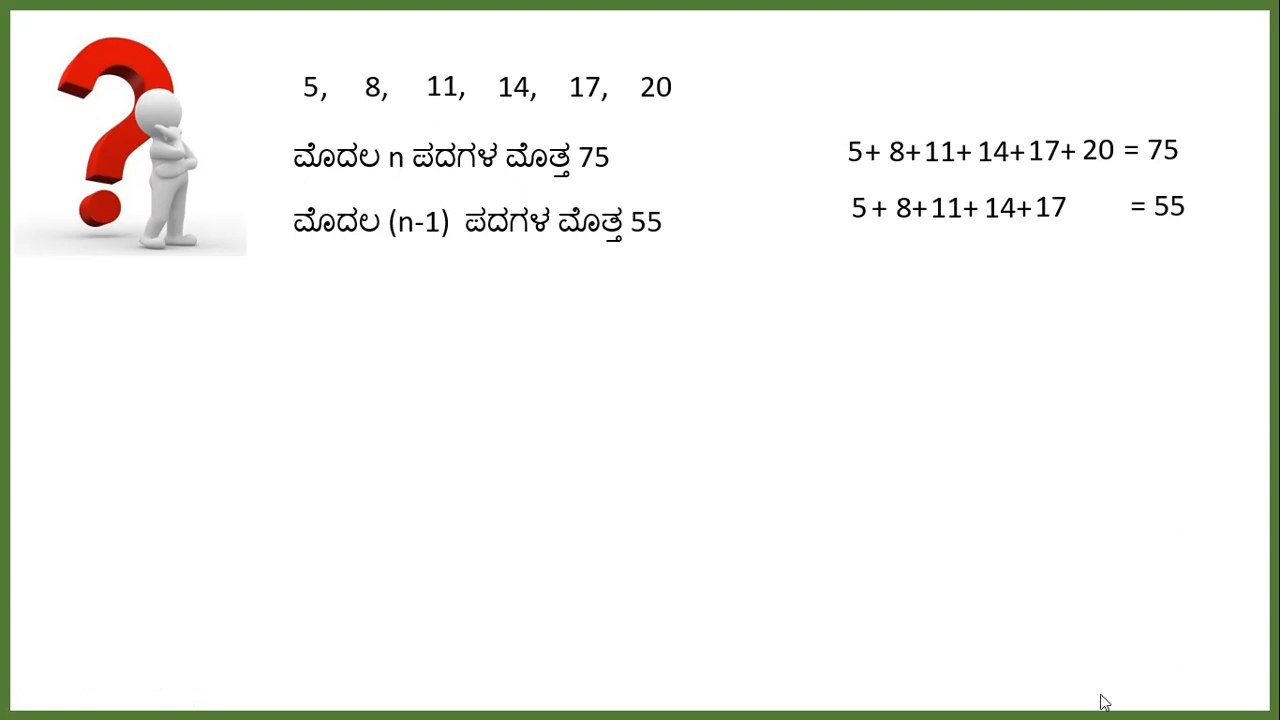 5, 8, 11, 14, 17, 20
ಮೊದಲ n ಪದಗಳ ಮೊತ್ತ 75
ಮೊದಲ (n-1) ಪದಗಳ ಮೊತ್ತ 55
5+ 8+11+ 14+17+ 20 = 75
5+ 8+11+ 14+17 = 55